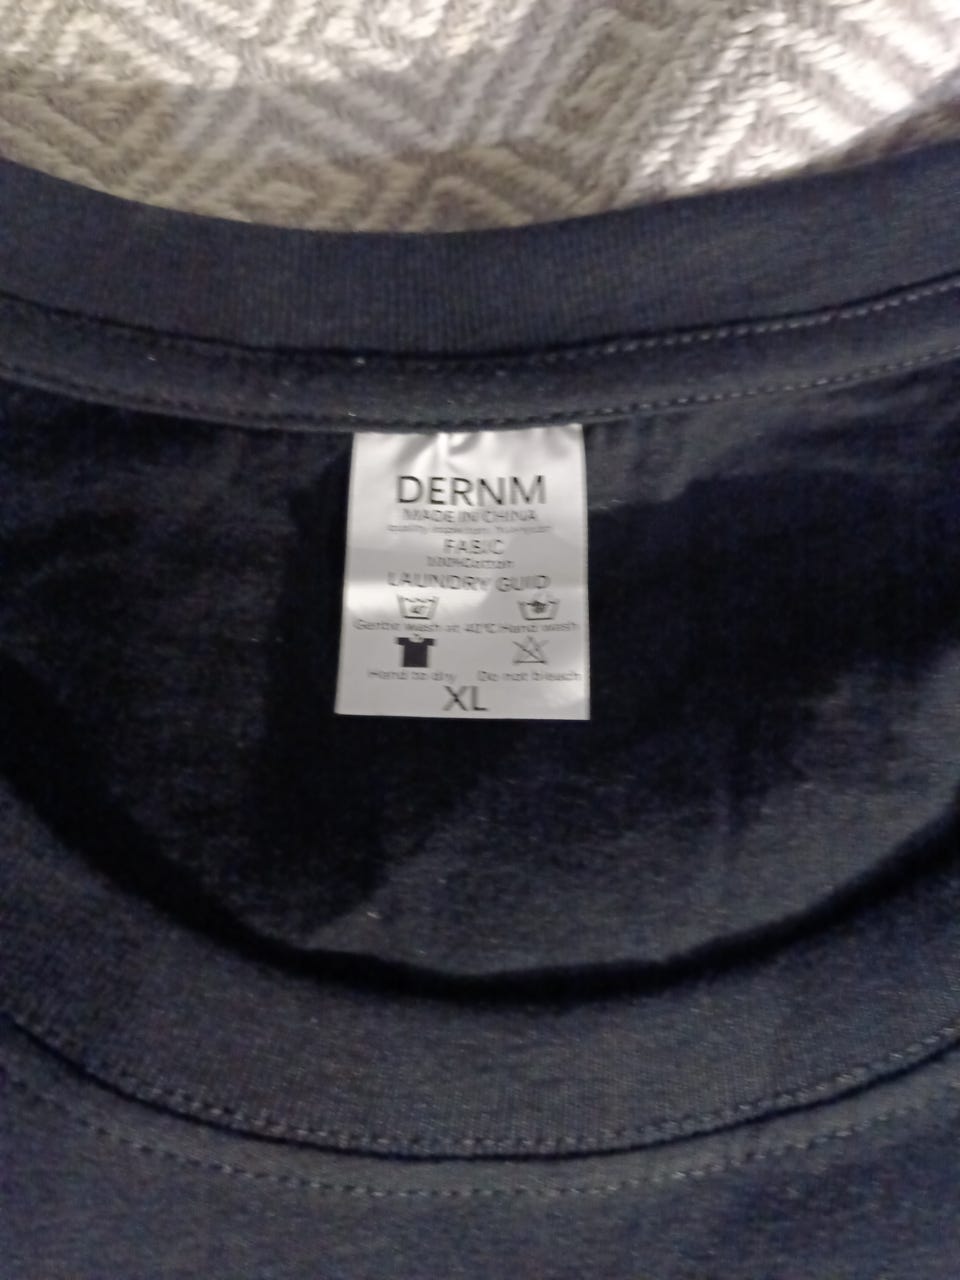 DERNM
MADE IN CHINA
FABIC
100%Cotton
LAUNDRY GUID
Gentle wash at 40°C Hand wash
Hand to dry Do not bleach
XL